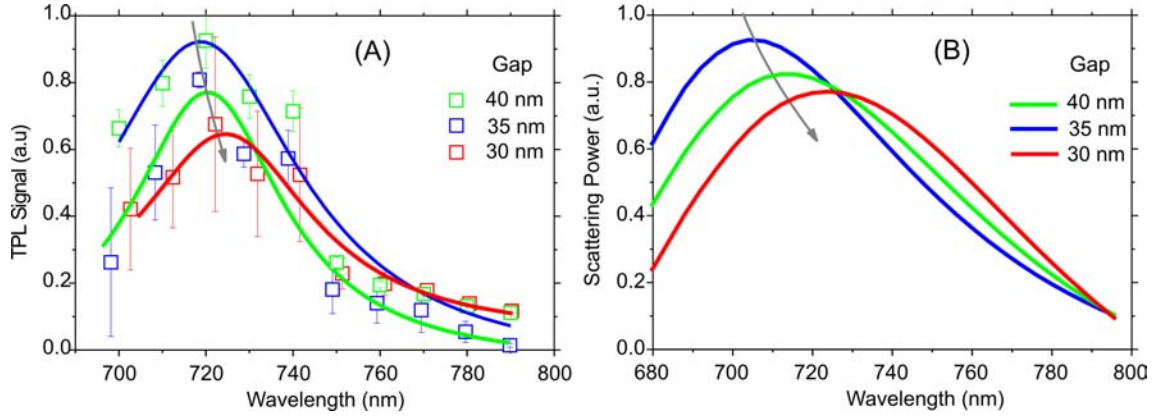 (A)
Gap
40 nm
35 nm
30 nm
TPL Signal (a.u)
1.0
0.8
0.6
0.4
0.2
0.0
700 720 740 760 780 800
Wavelength (nm)
(B)
Gap
40 nm
35 nm
30 nm
Scattering Power (a.u.)
1.0
0.8
0.6
0.4
0.2
0.0
680 700 720 740 760 780 800
Wavelength (nm)